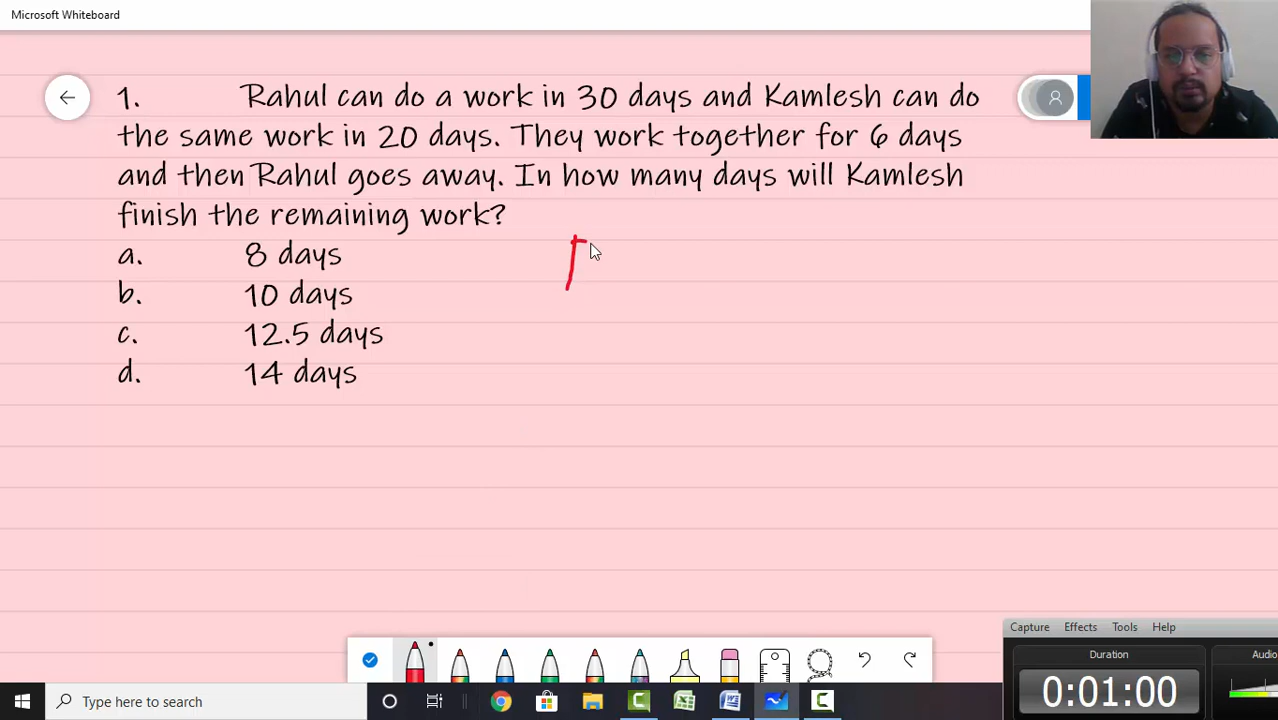 Microsoft Whiteboard
1. Rahul can do a work in 30 days and Kamlesh can do
the same work in 20 days. They work together for 6 days
and then Rahul goes away. In how many days will Kamlesh
finish the remaining work?
a. 8 days
b. 10 days
c. 12.5 days
d. 14 days
Capture Effects Tools Help
Duration Audio
0:01:00
Type here to search